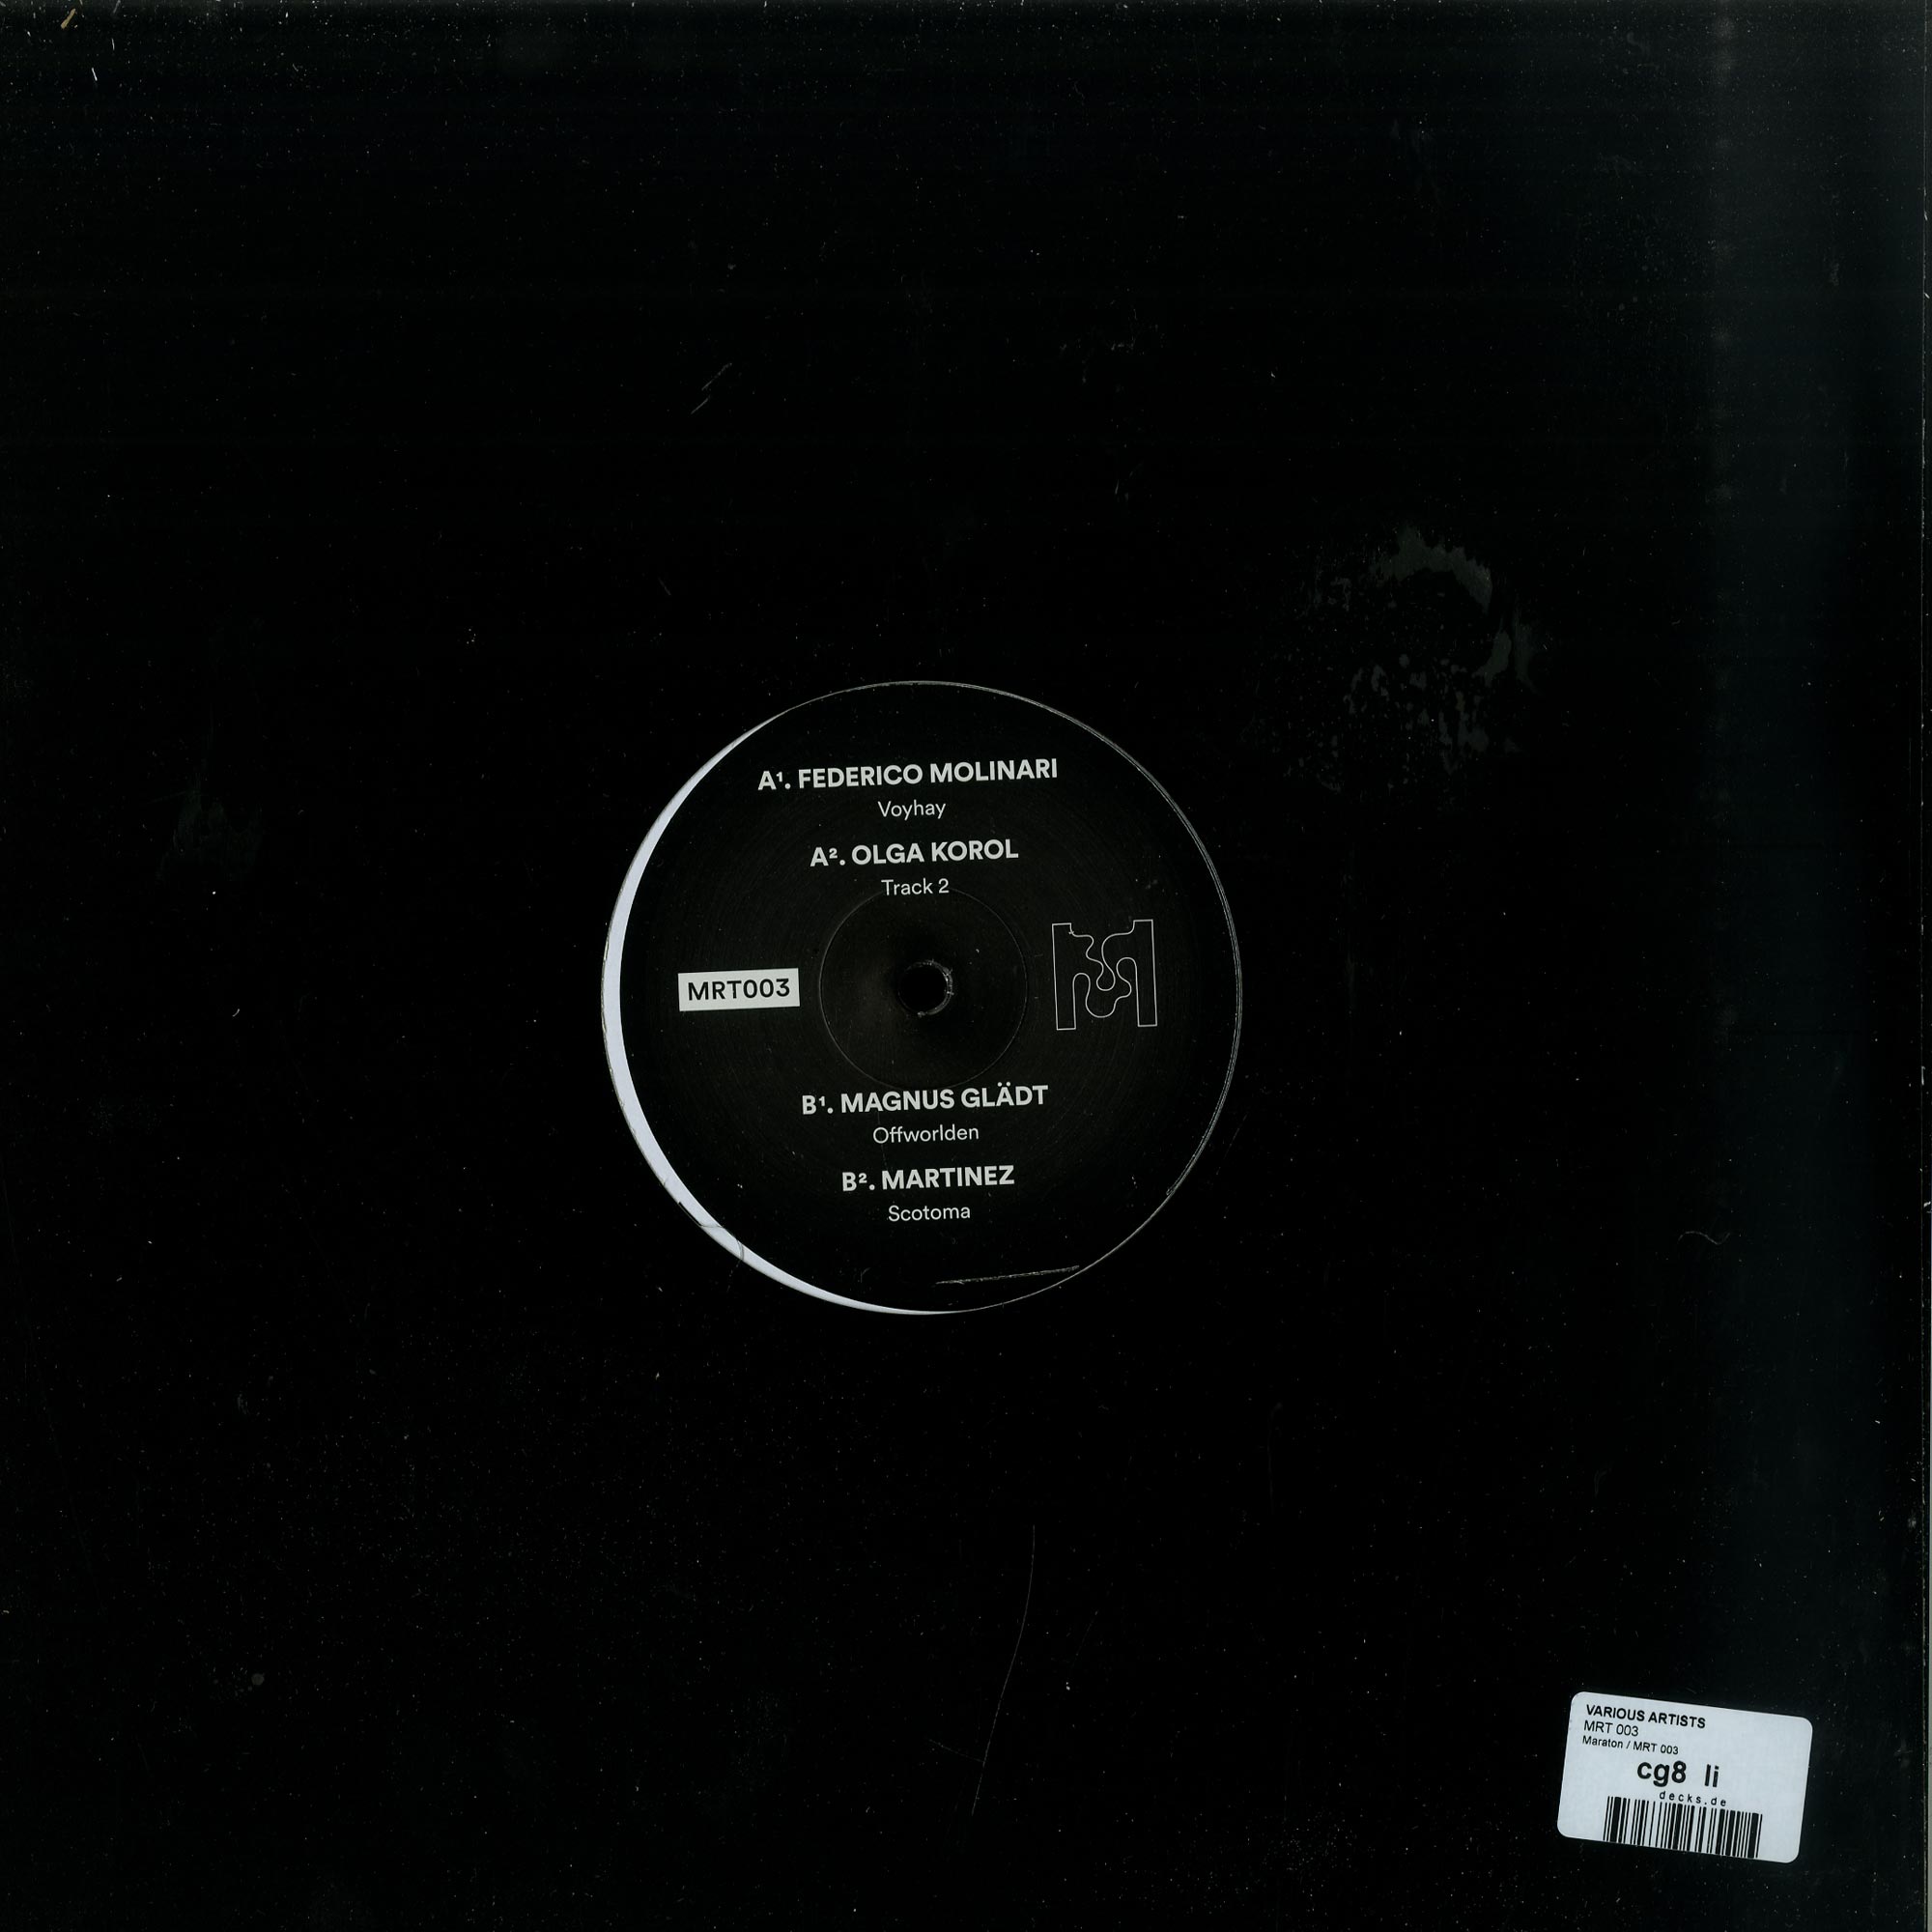 A¹. FEDERICO MOLINARI
Voyhay
A². OLGA KOROL
Track 2
MRT003
B¹. MAGNUS GLÄDT
Offworlden
B². MARTINEZ
Scotoma
VARIOUS ARTISTS
MRT 003
Maraton / MRT 003
cg8 li
decks.de